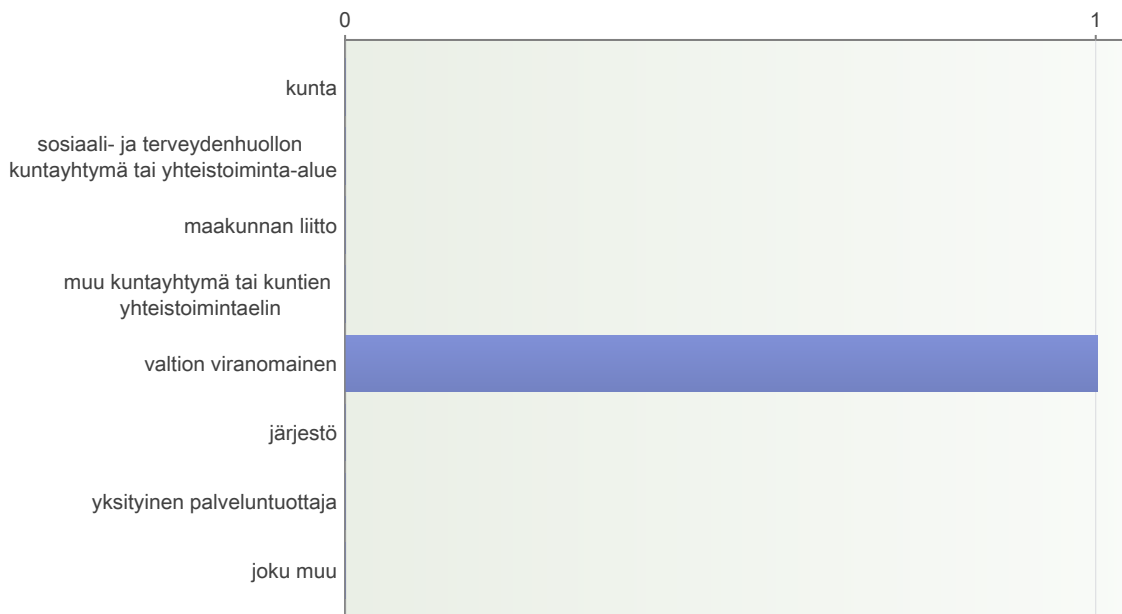 0 1
kunta
sosiaali- ja terveydenhuollon
kuntayhtymä tai yhteistoiminta-alue
maakunnan liitto
muu kuntayhtymä tai kuntien
yhteistoimintaelin
valtion viranomainen
järjestö
yksityinen palveluntuottaja
joku muu